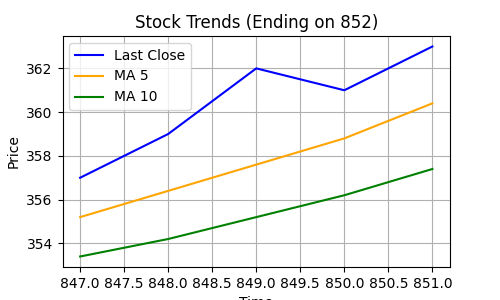 Stock Trends (Ending on 852)
Last Close
MA 5
MA 10
Price
362
360
358
356
354
847.0 847.5 848.0 848.5 849.0 849.5 850.0 850.5 851.0
Time